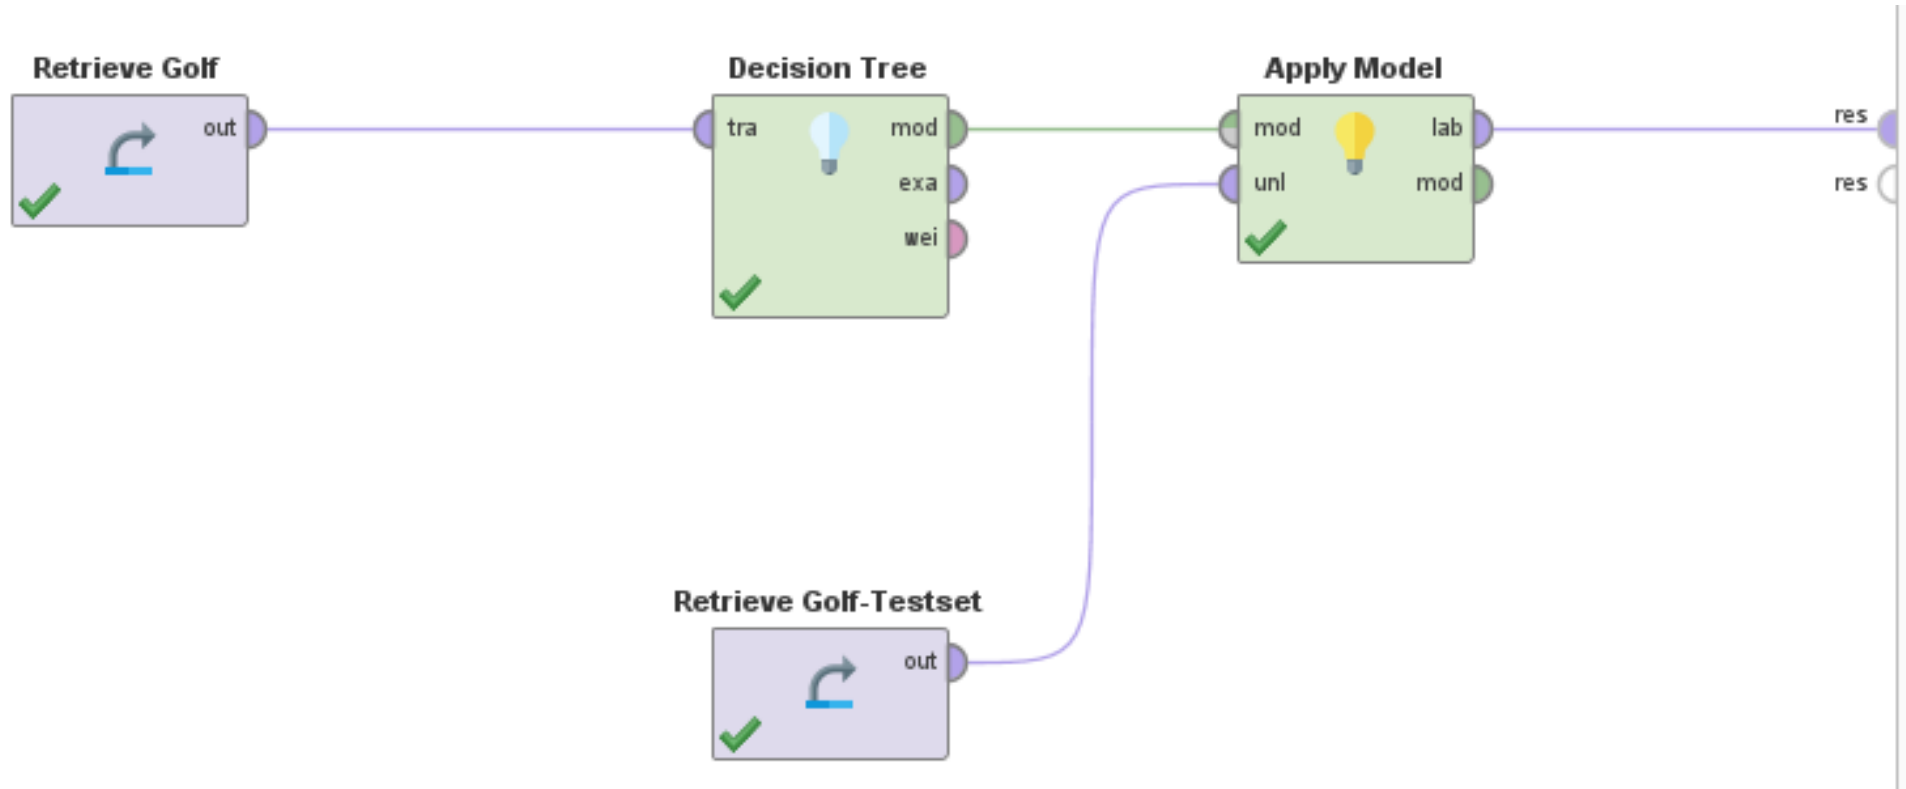 Retrieve Golf
out
Decision Tree
tra
mod
exa
wei
Apply Model
mod
unl
lab
mod
res
res
Retrieve Golf-Testset
out